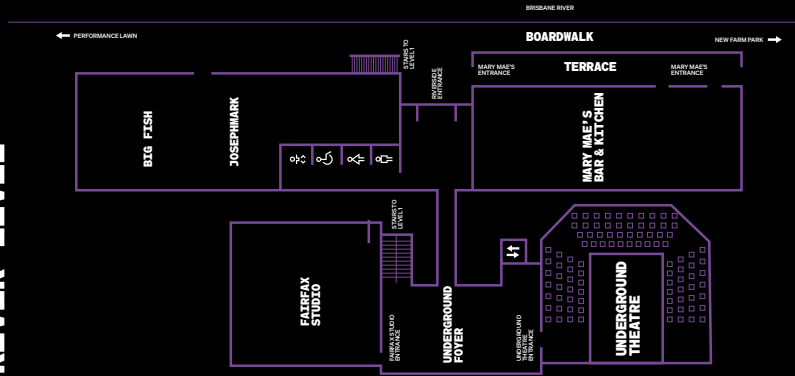 BRISBANE RIVER
PERFORMANCE LAWN
BOARDWALK
NEW FARM PARK
STAIRS TO
LEVEL 1
RIVERSIDE
ENTRANCE
MARY MAE'S
ENTRANCE
TERRACE
MARY MAE'S
ENTRANCE
BIG FISH
JOSEPHMARK
MARY MAE'S
BAR & KITCHEN
STAIRS TO
LEVEL 1
FAIRFAX
STUDIO
FAIRFAX STUDIO
ENTRANCE
UNDERGROUND
FOYER
UNDERGROUND
THEATRE
ENTRANCE
UNDERGROUND
THEATRE